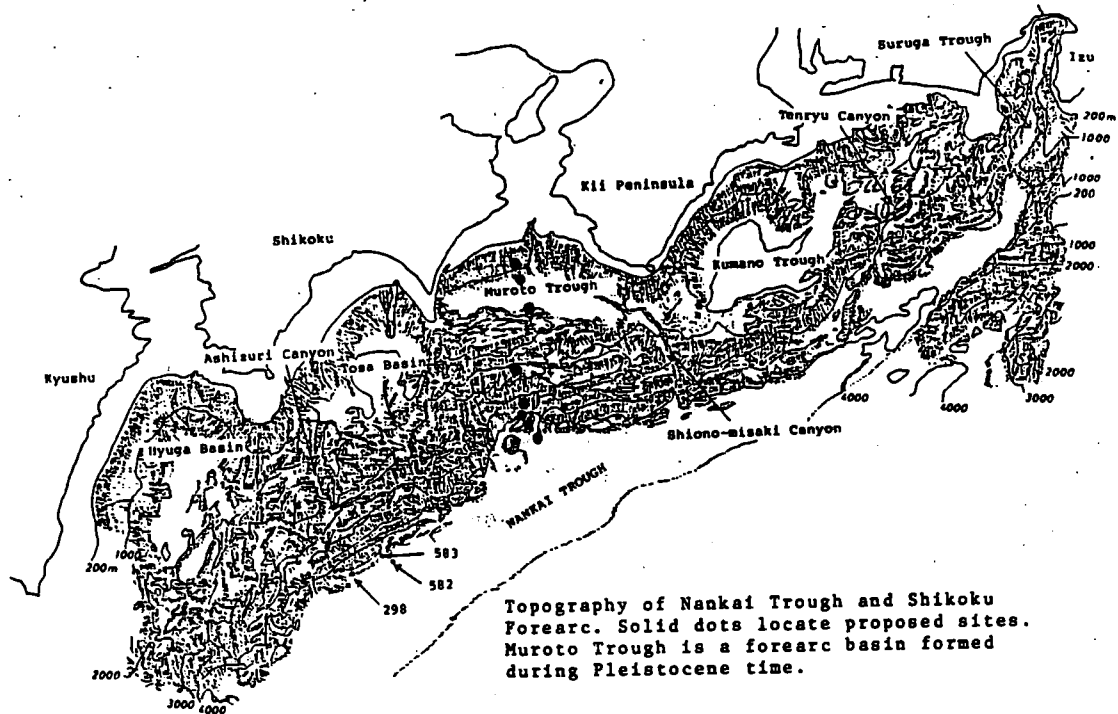 Suruga Trough
Izu
Tenryu Canyon
200m
1000
Kii Peninsula
1000
200
Shikoku
Kumano Trough
1000
2000
Muroto Trough
Ashizuri Canyon
Tosa Basin
Kyushu
2000
4000
4000
3000
Shiono-misaki Canyon
Hyuga Basin
NANKAI TROUGH
1000
200m
583
582
298
2000
3000
4000
Topography of Nankai Trough and Shikoku
Forearc. Solid dots locate proposed sites.
Muroto Trough is a forearc basin formed
during Pleistocene time.